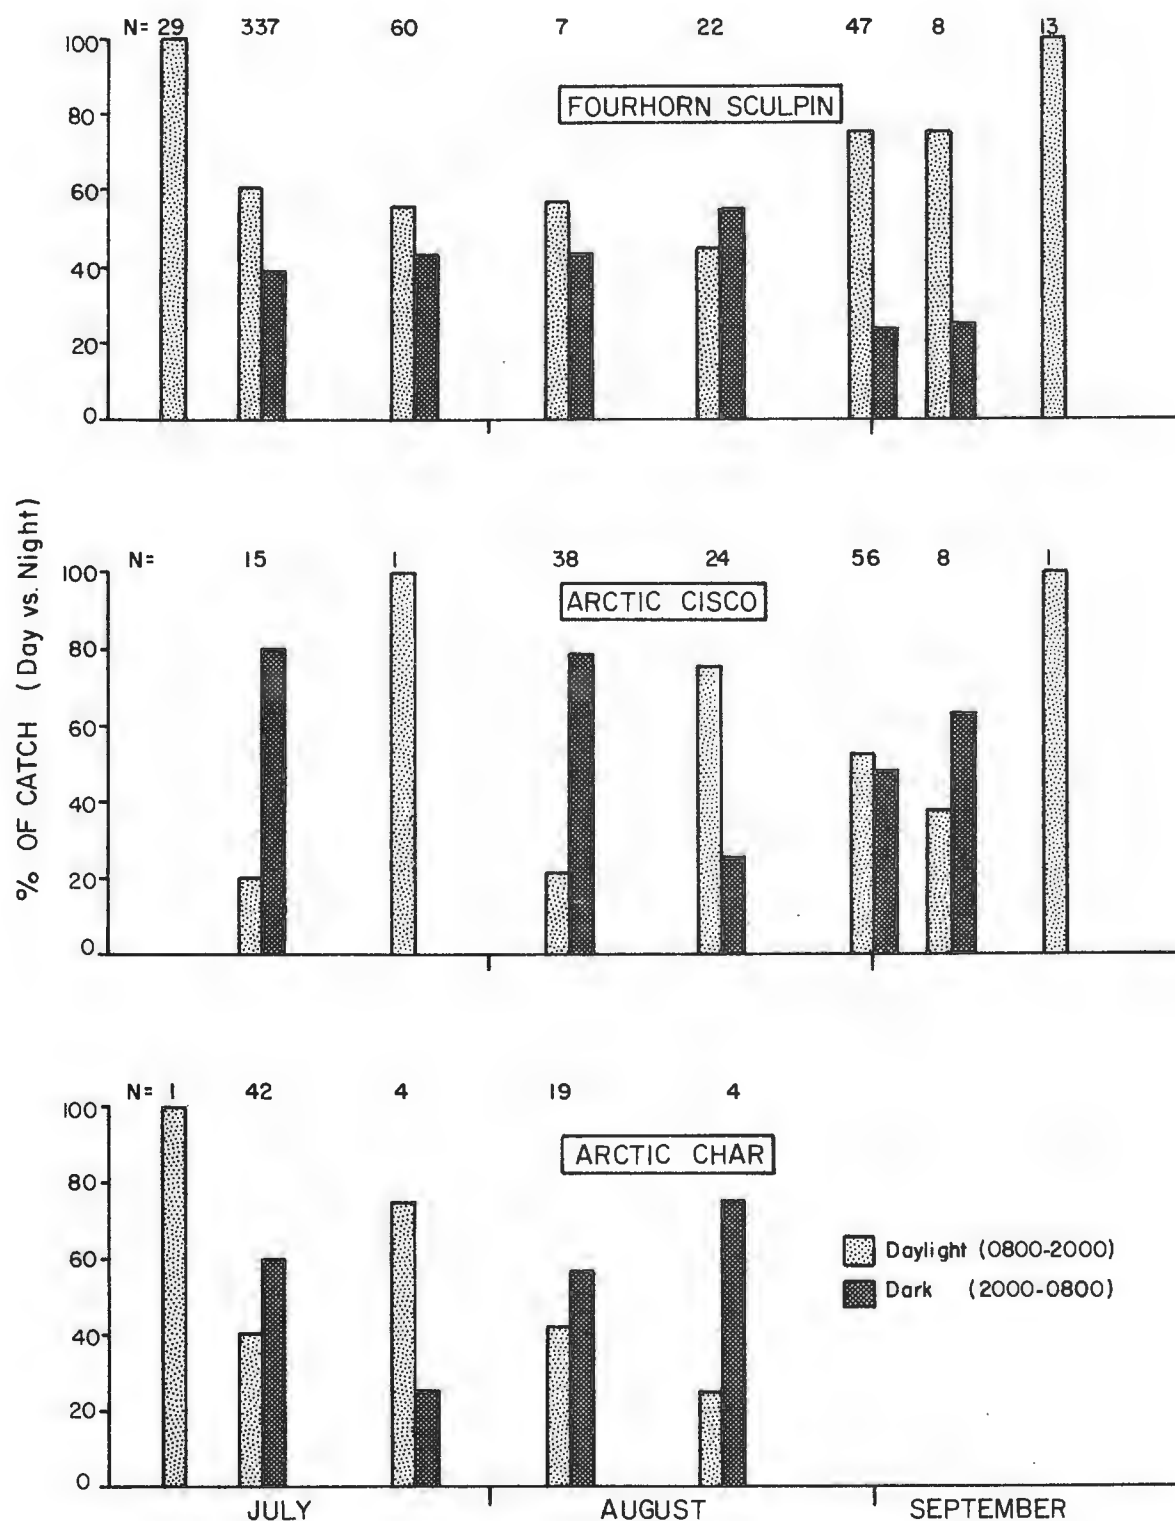 N= 29 337 60 7 22 47 8 13
100
FOURHORN SCULPIN
80
60
40
20
0
% OF CATCH (Day vs. Night)
N= 15 1 38 24 56 8 1
100
ARCTIC CISCO
80
60
40
20
0
N= 1 42 4 19 4
100
ARCTIC CHAR
80
60
40
20
0
Daylight (0800-2000)
Dark (2000-0800)
JULY AUGUST SEPTEMBER